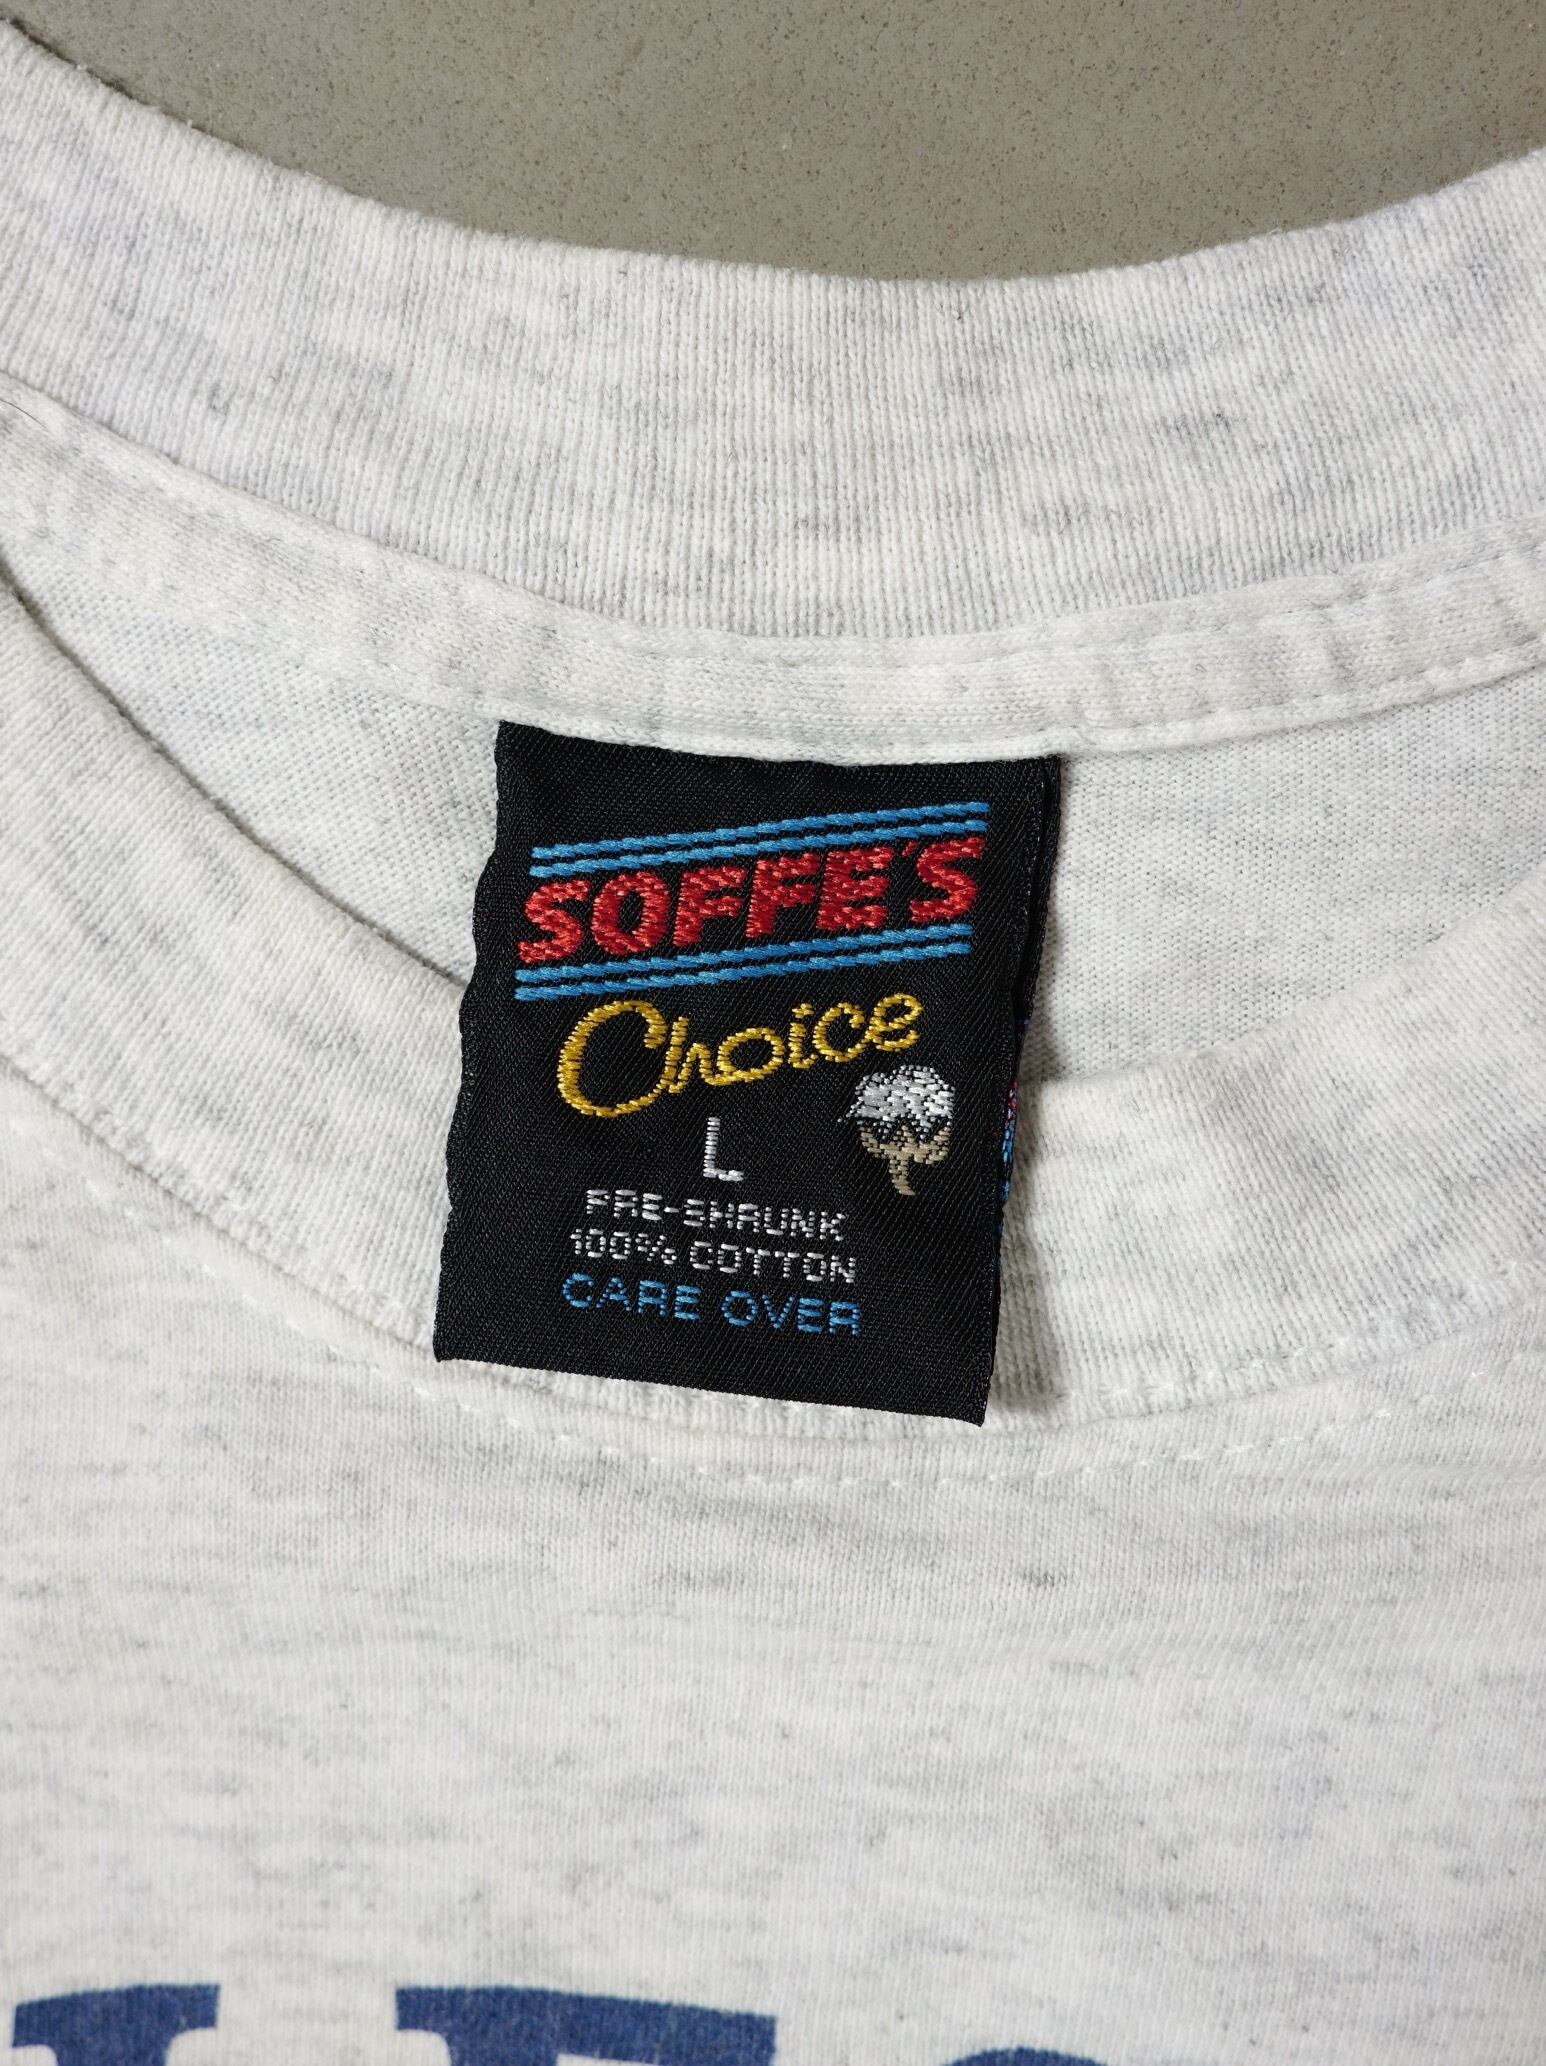 SOFFE'S
Choice
L
PRE-SHRUNK
100% COTTON
CARE OVER